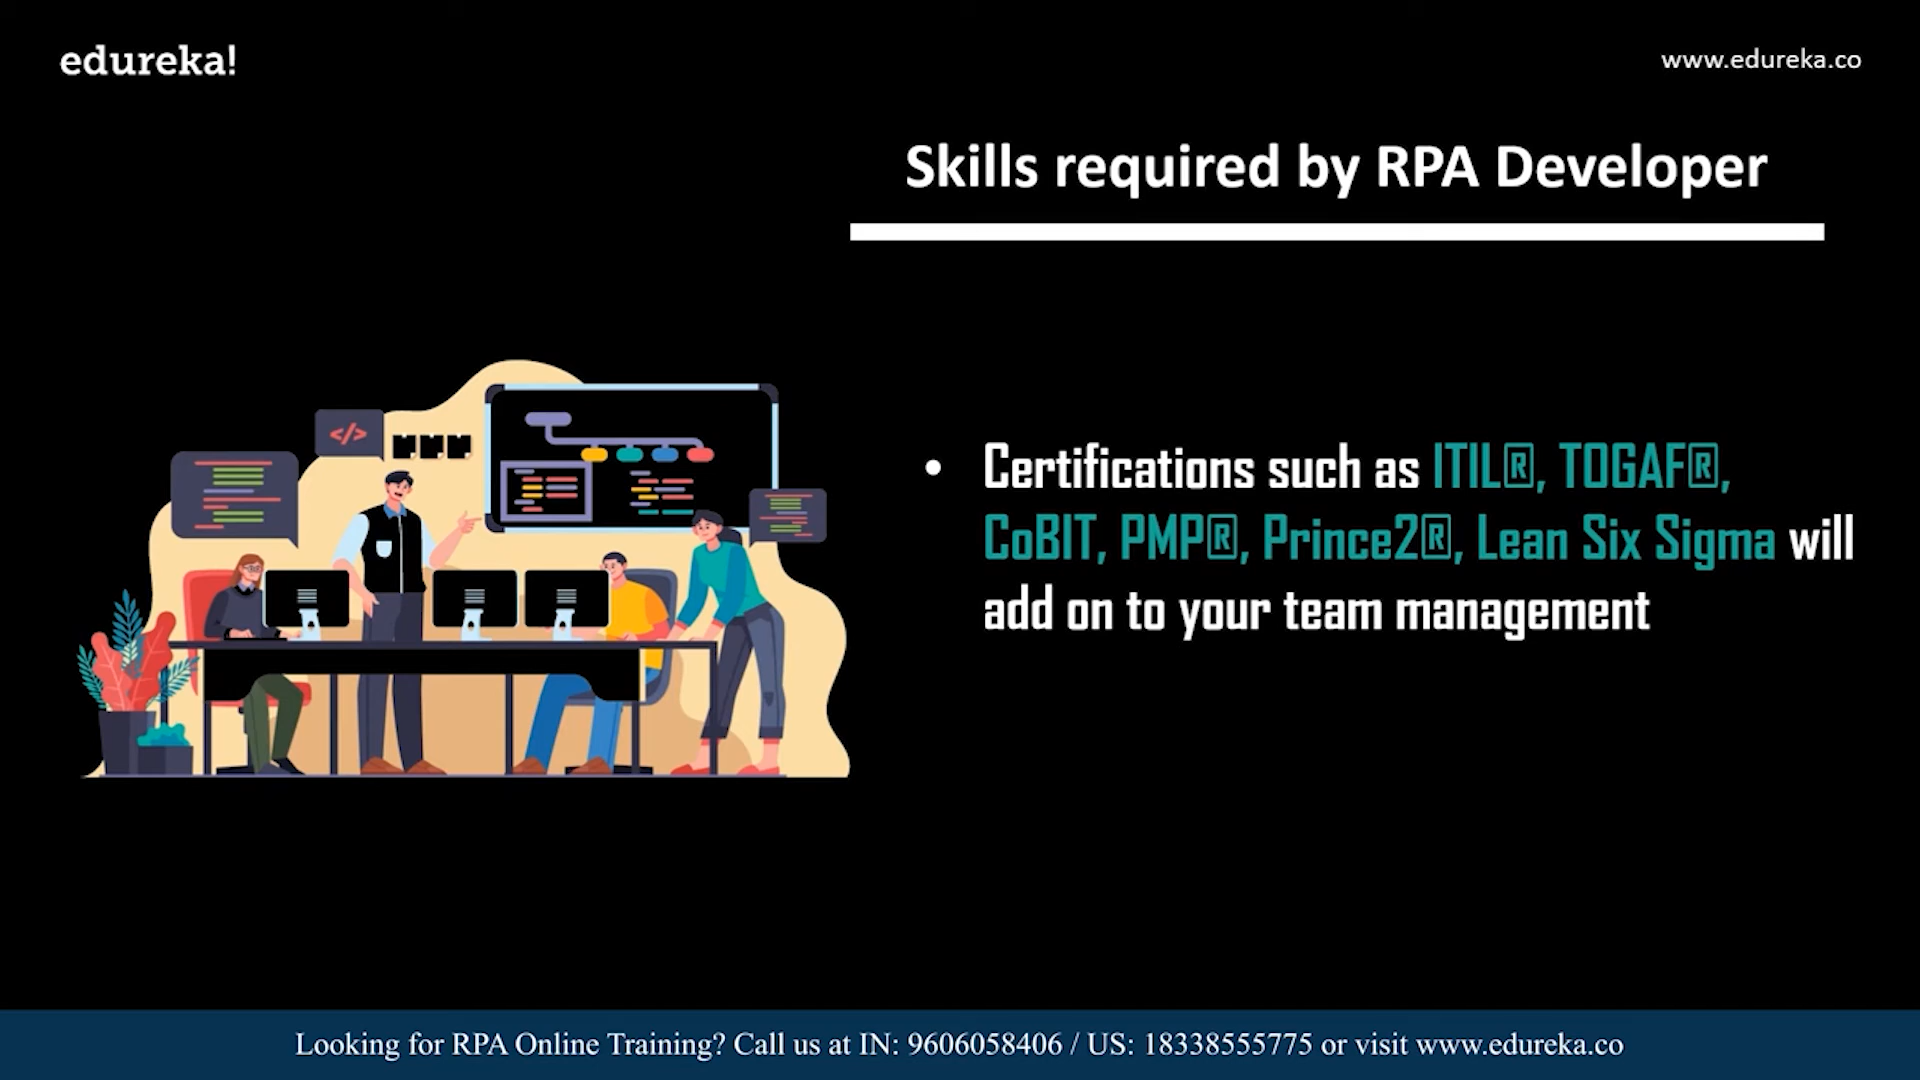 edureka!
www.edureka.co
Skills required by RPA Developer
</>
• Certifications such as ITIL®, TOGAF®,
CoBIT, PMP®, Prince2®, Lean Six Sigma will
add on to your team management
Looking for RPA Online Training? Call us at IN: 9606058406 / US: 18338555775 or visit www.edureka.co